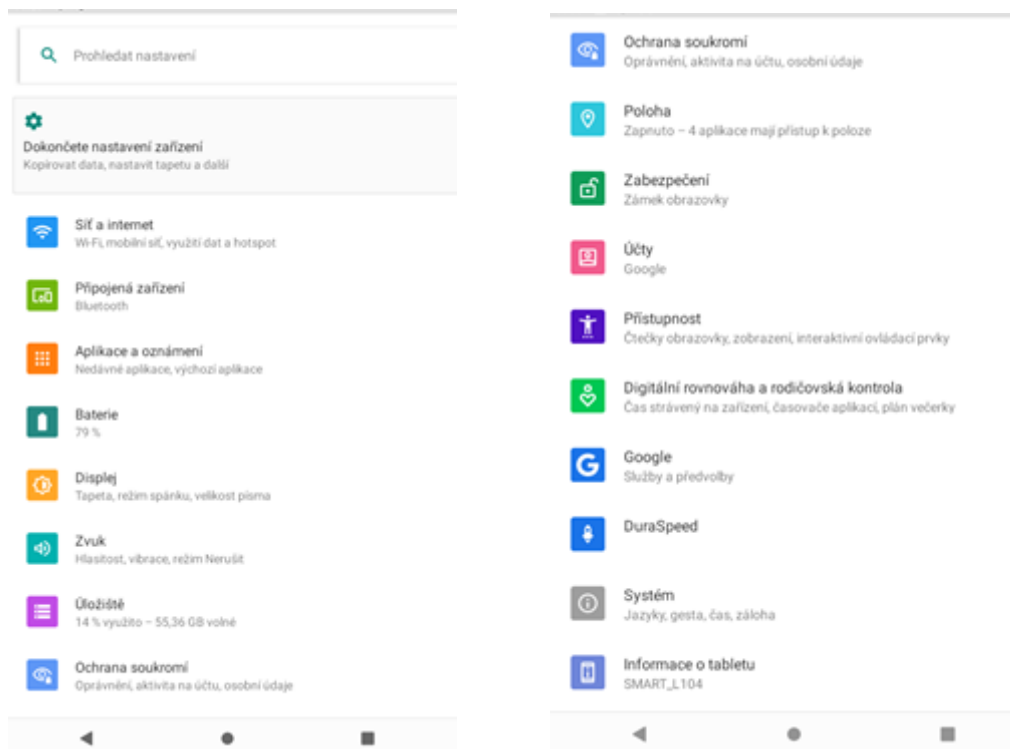 Prohledat nastavení
Dokončete nastavení zařízení
Kopírovat data, nastavit tapetu a další
Síť a internet
Wi-Fi, mobilní síť, využití dat a hotspot
Připojená zařízení
Bluetooth
Aplikace a oznámení
Nedávné aplikace, výchozí aplikace
Baterie
79 %
Displej
Tapeta, režim spánku, velikost písma
Zvuk
Hlasitost, vibrace, režim Nerušit
Úložiště
14 % využito – 55,36 GB volné
Ochrana soukromí
Oprávnění, aktivita na účtu, osobní údaje
Ochrana soukromí
Oprávnění, aktivita na účtu, osobní údaje
Poloha
Zapnuto – 4 aplikace mají přístup k poloze
Zabezpečení
Zámek obrazovky
Účty
Google
Přístupnost
Čtečky obrazovky, zobrazení, interaktivní ovládací prvky
Digitální rovnováha a rodičovská kontrola
Čas strávený na zařízení, časovače aplikací, plán večerky
Google
Služby a předvolby
DuraSpeed
Systém
Jazyky, gesta, čas, záloha
Informace o tabletu
SMART_L104